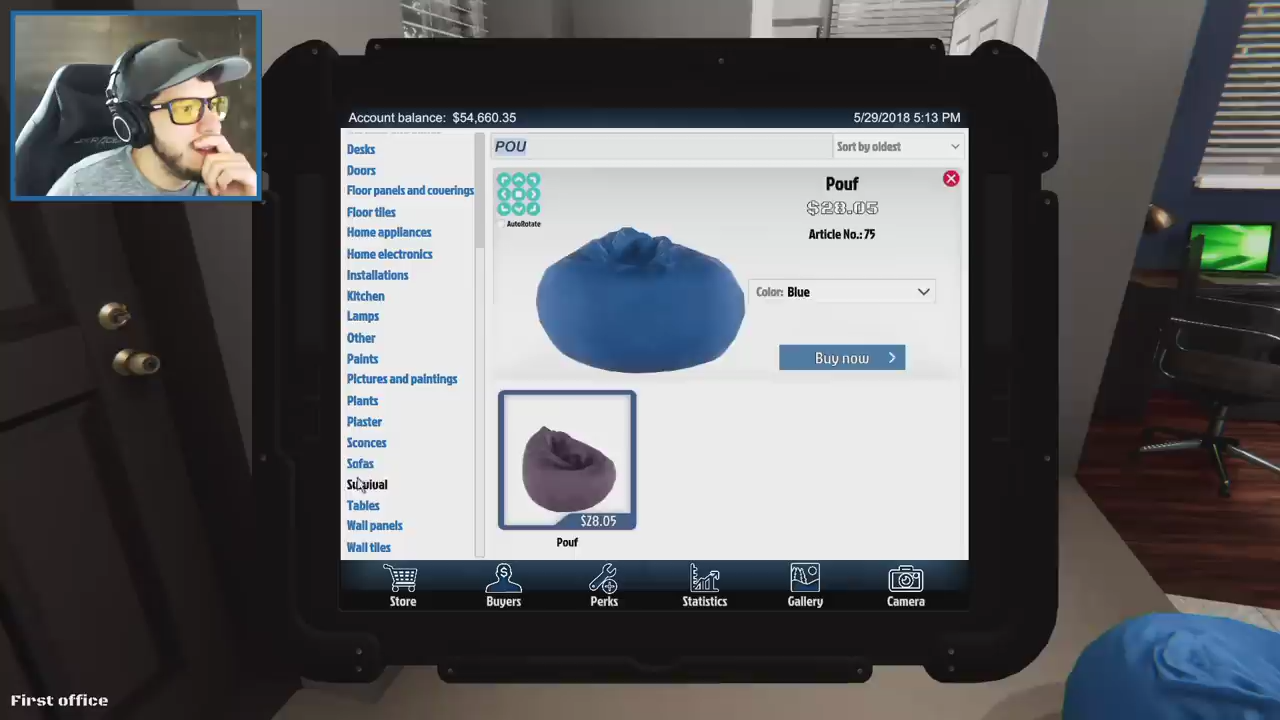 Account balance: $54,660.35
5/29/2018 5:13 PM
Desks
Doors
Floor panels and coverings
Floor tiles
Home appliances
Home electronics
Installations
Kitchen
Lamps
Other
Paints
Pictures and paintings
Plants
Plaster
Sconces
Sofas
Survival
Tables
Wall panels
Wall tiles
POU
Sort by oldest
AutoRotate
Pouf
$28.05
Article No.: 75
Color: Blue
Buy now
$28.05
Pouf
Store
Buyers
Perks
Statistics
Gallery
Camera
First office